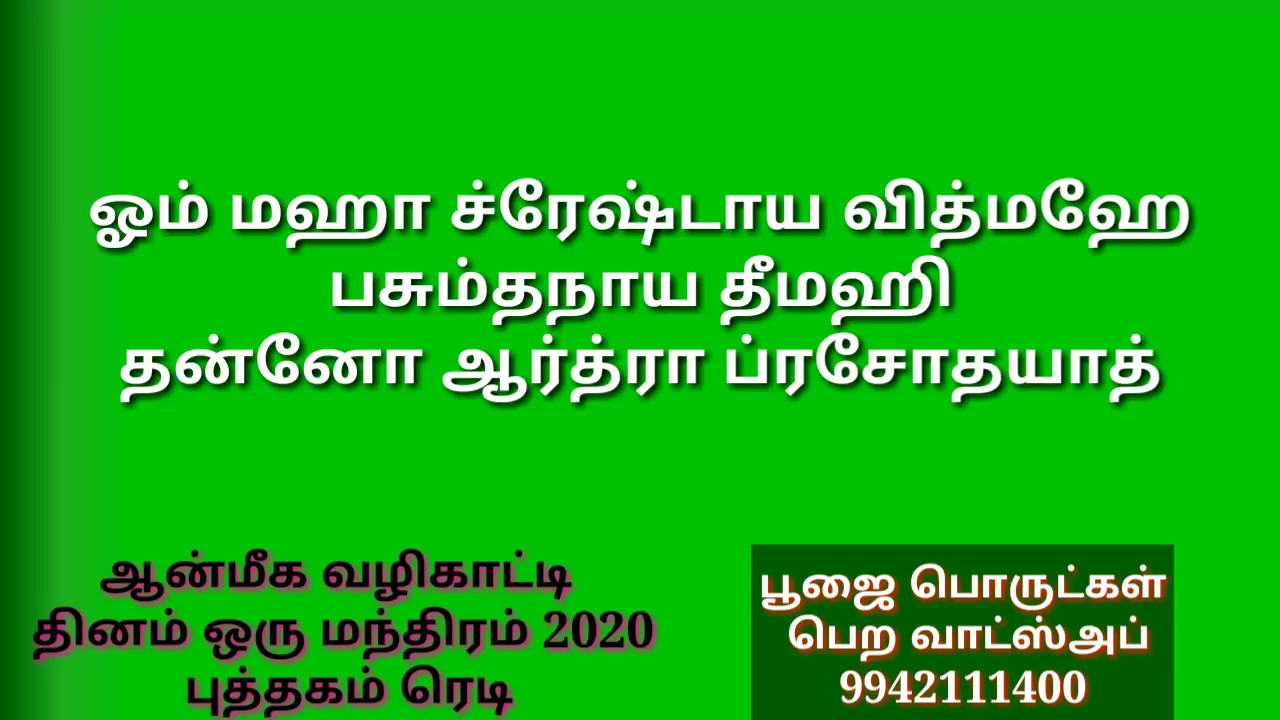 ஓம் மஹா ச்ரேஷ்டாய வித்மஹே
பசும்தநாய தீமஹி
தன்னோ ஆர்த்ரா ப்ரசோதயாத்
ஆன்மீக வழிகாட்டி
தினம் ஒரு மந்திரம் 2020
புத்தகம் ரெடி
பூஜை பொருட்கள்
பெற வாட்ஸ்அப்
9942111400